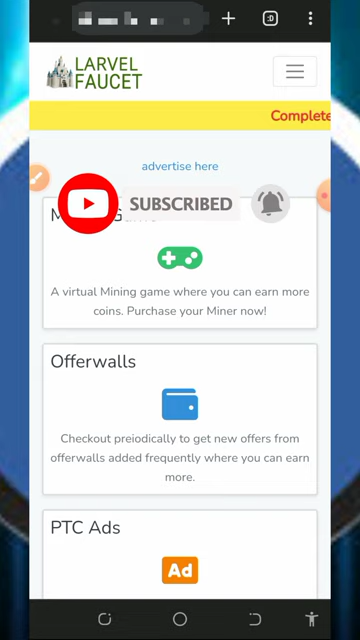 :D
LARVEL
FAUCET
Complete
advertise here
SUBSCRIBED
A virtual Mining game where you can earn more
coins. Purchase your Miner now!
Offerwalls
Checkout preiodically to get new offers from
offerwalls added frequently where you can earn
more.
PTC Ads
Ad